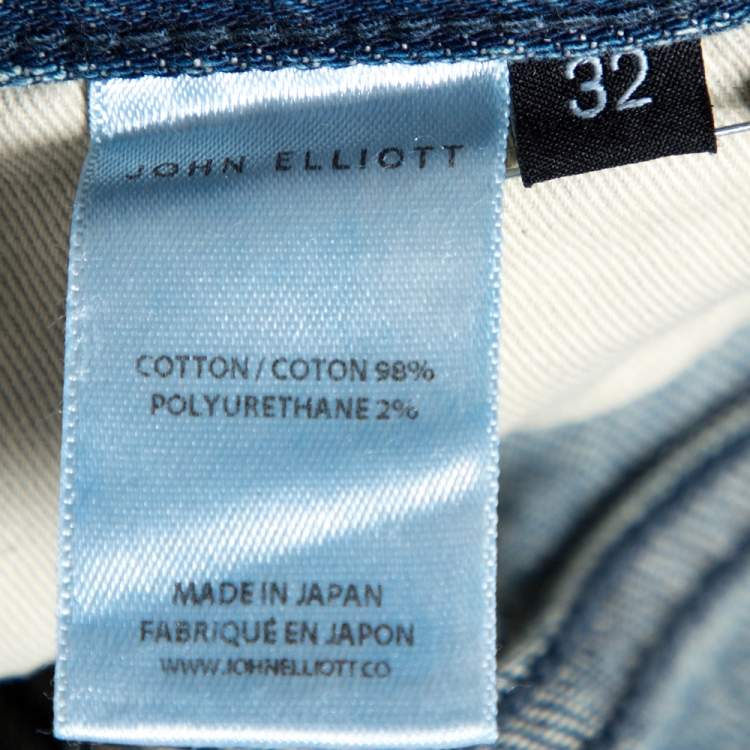 32
JOHN ELLIOTT
COTTON / COTON 98%
POLYURETHANE 2%
MADE IN JAPAN
FABRIQUÉ EN JAPON
WWW.JOHNELLIOTT.CO